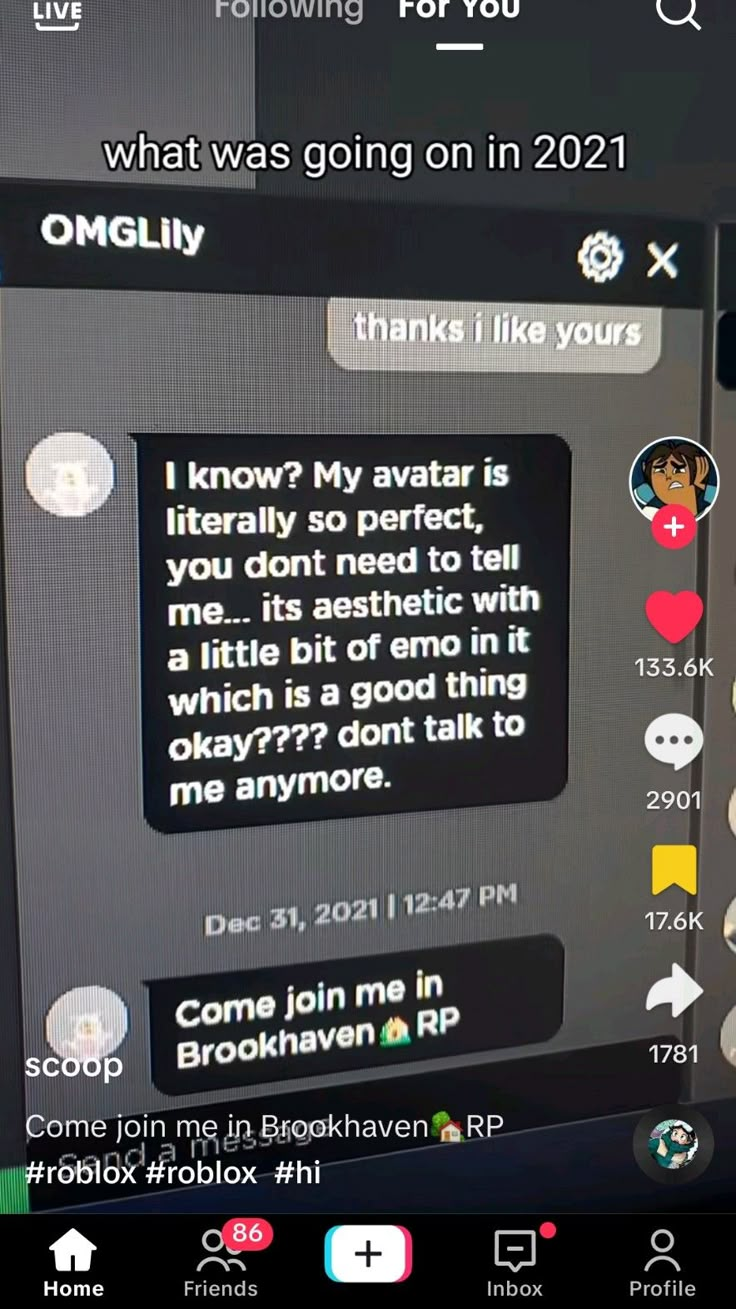 LIVE
Following For You
what was going on in 2021
OMGLily
thanks i like yours
I know? My avatar is
literally so perfect,
you dont need to tell
me... its aesthetic with
a little bit of emo in it
which is a good thing
okay???? dont talk to
me anymore.
133.6K
2901
17.6K
Dec 31, 2021 | 12:47 PM
Come join me in
Brookhaven🏡RP
1781
scoop
Send a message
Come join me in Brookhaven🏡RP
#roblox #roblox #hi
86
Home Friends Inbox Profile